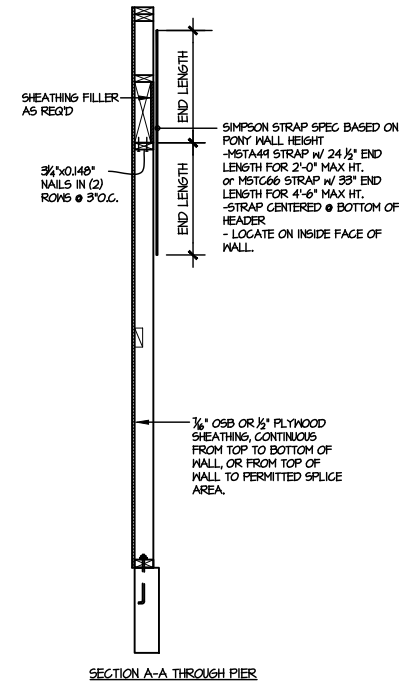 SHEATHING FILLER
AS REQ'D
END LENGTH
3¼"x0.148"
NAILS IN (2)
ROWS @ 3"O.C.
END LENGTH
SIMPSON STRAP SPEC BASED ON
PONY WALL HEIGHT
-MSTA49 STRAP W/ 24 ½" END
LENGTH FOR 2'-0" MAX HT.
or MSTC66 STRAP W/ 33" END
LENGTH FOR 4'-6" MAX HT.
-STRAP CENTERED @ BOTTOM OF
HEADER
- LOCATE ON INSIDE FACE OF
WALL.
7/16" OSB OR ½" PLYWOOD
SHEATHING, CONTINUOUS
FROM TOP TO BOTTOM OF
WALL, OR FROM TOP OF
WALL TO PERMITTED SPLICE
AREA.
SECTION A-A THROUGH PIER